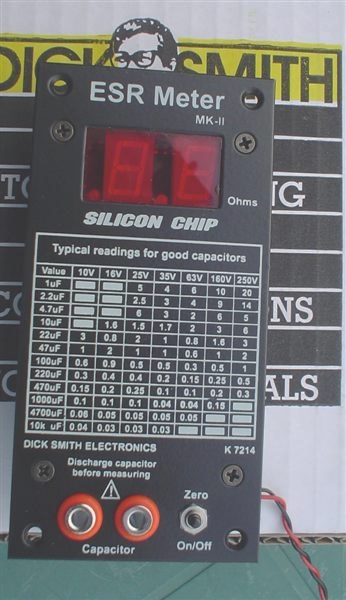 DICK SMITH
ESR Meter
MK-II
Ohms
SILICON CHIP
Typical readings for good capacitors
Value 10V 16V 25V 35V 63V 160V 250V
1uF 5 4 6 10 20
2.2uF 2.5 3 4 9 14
4.7uF 6 3 2 6 5
10uF 1.6 1.5 1.7 2 3 6
22uF 3 0.8 2 1 0.8 1.6 3
47uF 1 2 1 1 0.6 1 2
100uF 0.6 0.9 0.5 0.5 0.3 0.5 1
220uF 0.3 0.4 0.4 0.2 0.15 0.25 0.5
470uF 0.15 0.2 0.25 0.1 0.1 0.2 0.3
1000uF 0.1 0.1 0.1 0.04 0.04 0.15
4700uF 0.06 0.05 0.05 0.05 0.05
10k uF 0.04 0.03 0.03 0.03
DICK SMITH ELECTRONICS K 7214
Discharge capacitor
before measuring
Zero
Capacitor On/Off